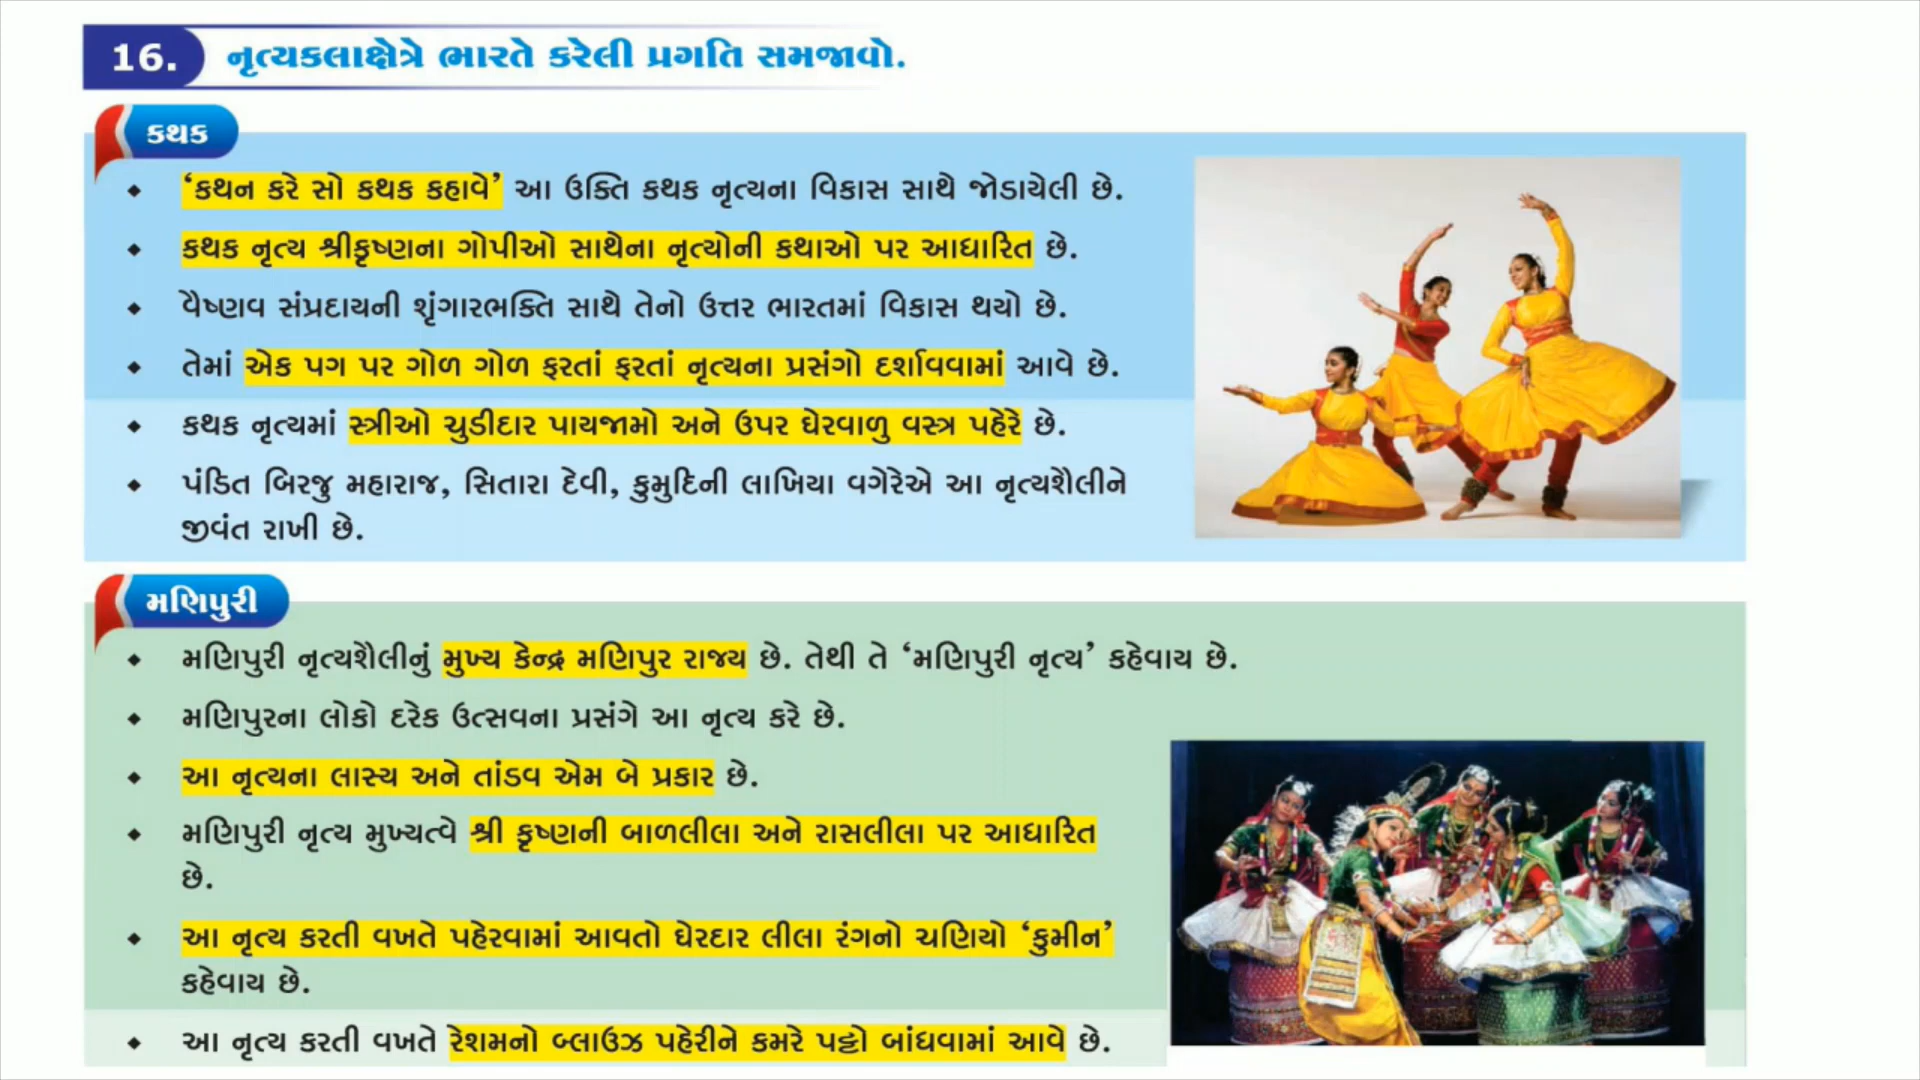 16. નૃત્યકલાક્ષેત્રે ભારતે કરેલી પ્રગતિ સમજાવો.
કથક
◆ ‘કથન કરે સો કથક કહાવે’ આ ઉક્તિ કથક નૃત્યના વિકાસ સાથે જોડાયેલી છે.
◆ કથક નૃત્ય શ્રીકૃષ્ણના ગોપીઓ સાથેના નૃત્યોની કથાઓ પર આધારિત છે.
◆ વૈષ્ણવ સંપ્રદાયની શૃંગારભક્તિ સાથે તેનો ઉત્તર ભારતમાં વિકાસ થયો છે.
◆ તેમાં એક પગ પર ગોળ ગોળ ફરતાં ફરતાં નૃત્યના પ્રસંગો દર્શાવવામાં આવે છે.
◆ કથક નૃત્યમાં સ્ત્રીઓ ચુડીદાર પાયજામો અને ઉપર ઘેરવાળુ વસ્ત્ર પહેરે છે.
◆ પંડિત બિરજુ મહારાજ, સિતારા દેવી, કુમુદિની લાખિયા વગેરેએ આ નૃત્યશૈલીને
જીવંત રાખી છે.
મણિપુરી
◆ મણિપુરી નૃત્યશૈલીનું મુખ્ય કેન્દ્ર મણિપુર રાજ્ય છે. તેથી તે ‘મણિપુરી નૃત્ય’ કહેવાય છે.
◆ મણિપુરના લોકો દરેક ઉત્સવના પ્રસંગે આ નૃત્ય કરે છે.
◆ આ નૃત્યના લાસ્ય અને તાંડવ એમ બે પ્રકાર છે.
◆ મણિપુરી નૃત્ય મુખ્યત્વે શ્રી કૃષ્ણની બાળલીલા અને રાસલીલા પર આધારિત
છે.
◆ આ નૃત્ય કરતી વખતે પહેરવામાં આવતો ઘેરદાર લીલા રંગનો ચણિયો ‘કુમીન’
કહેવાય છે.
◆ આ નૃત્ય કરતી વખતે રેશમનો બ્લાઉઝ પહેરીને કમરે પટ્ટો બાંધવામાં આવે છે.